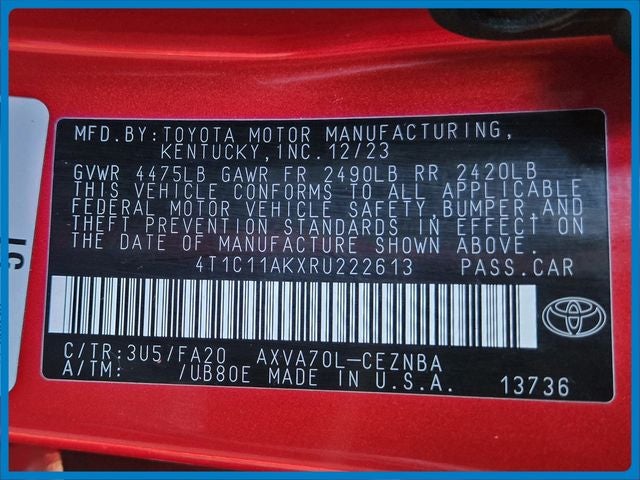 MFD.BY:TOYOTA MOTOR MANUFACTURING,
KENTUCKY,INC.12/23
GVWR 4475LB GAWR FR 2490LB RR 2420LB
THIS VEHICLE CONFORMS TO ALL APPLICABLE
FEDERAL MOTOR VEHICLE SAFETY,BUMPER,AND
THEFT PREVENTION STANDARDS IN EFFECT ON
THE DATE OF MANUFACTURE SHOWN ABOVE.
4T1C11AKXRU222613 PASS.CAR
C/TR:3U5/FA20 AXVA70L-CEZNBA
A/TM: /UB80E MADE IN U.S.A. 13736